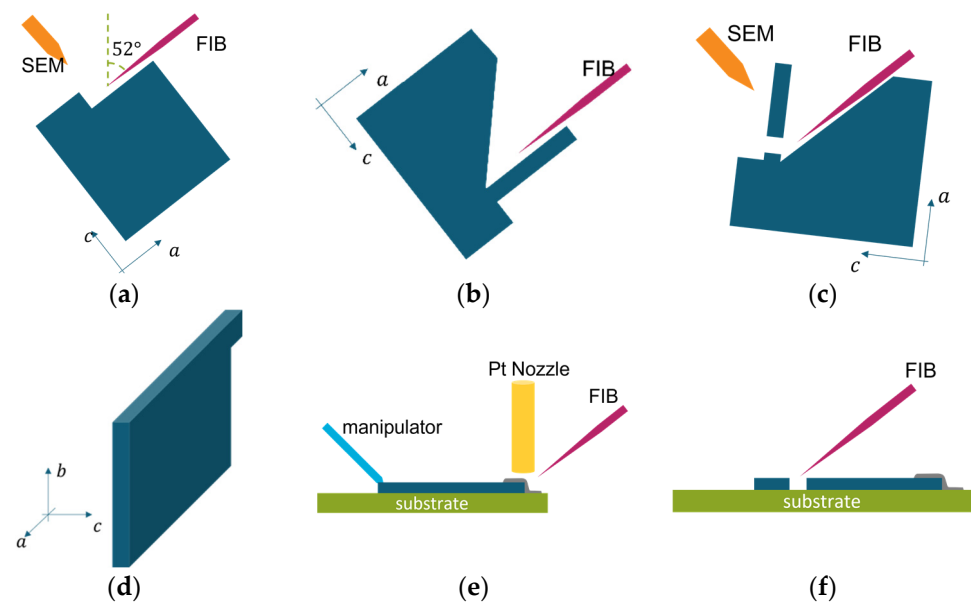 SEM
52°
FIB
c
a
(a)
FIB
a
c
(b)
SEM
FIB
a
c
(c)
b
c
a
(d)
Pt Nozzle
FIB
manipulator
substrate
(e)
FIB
substrate
(f)